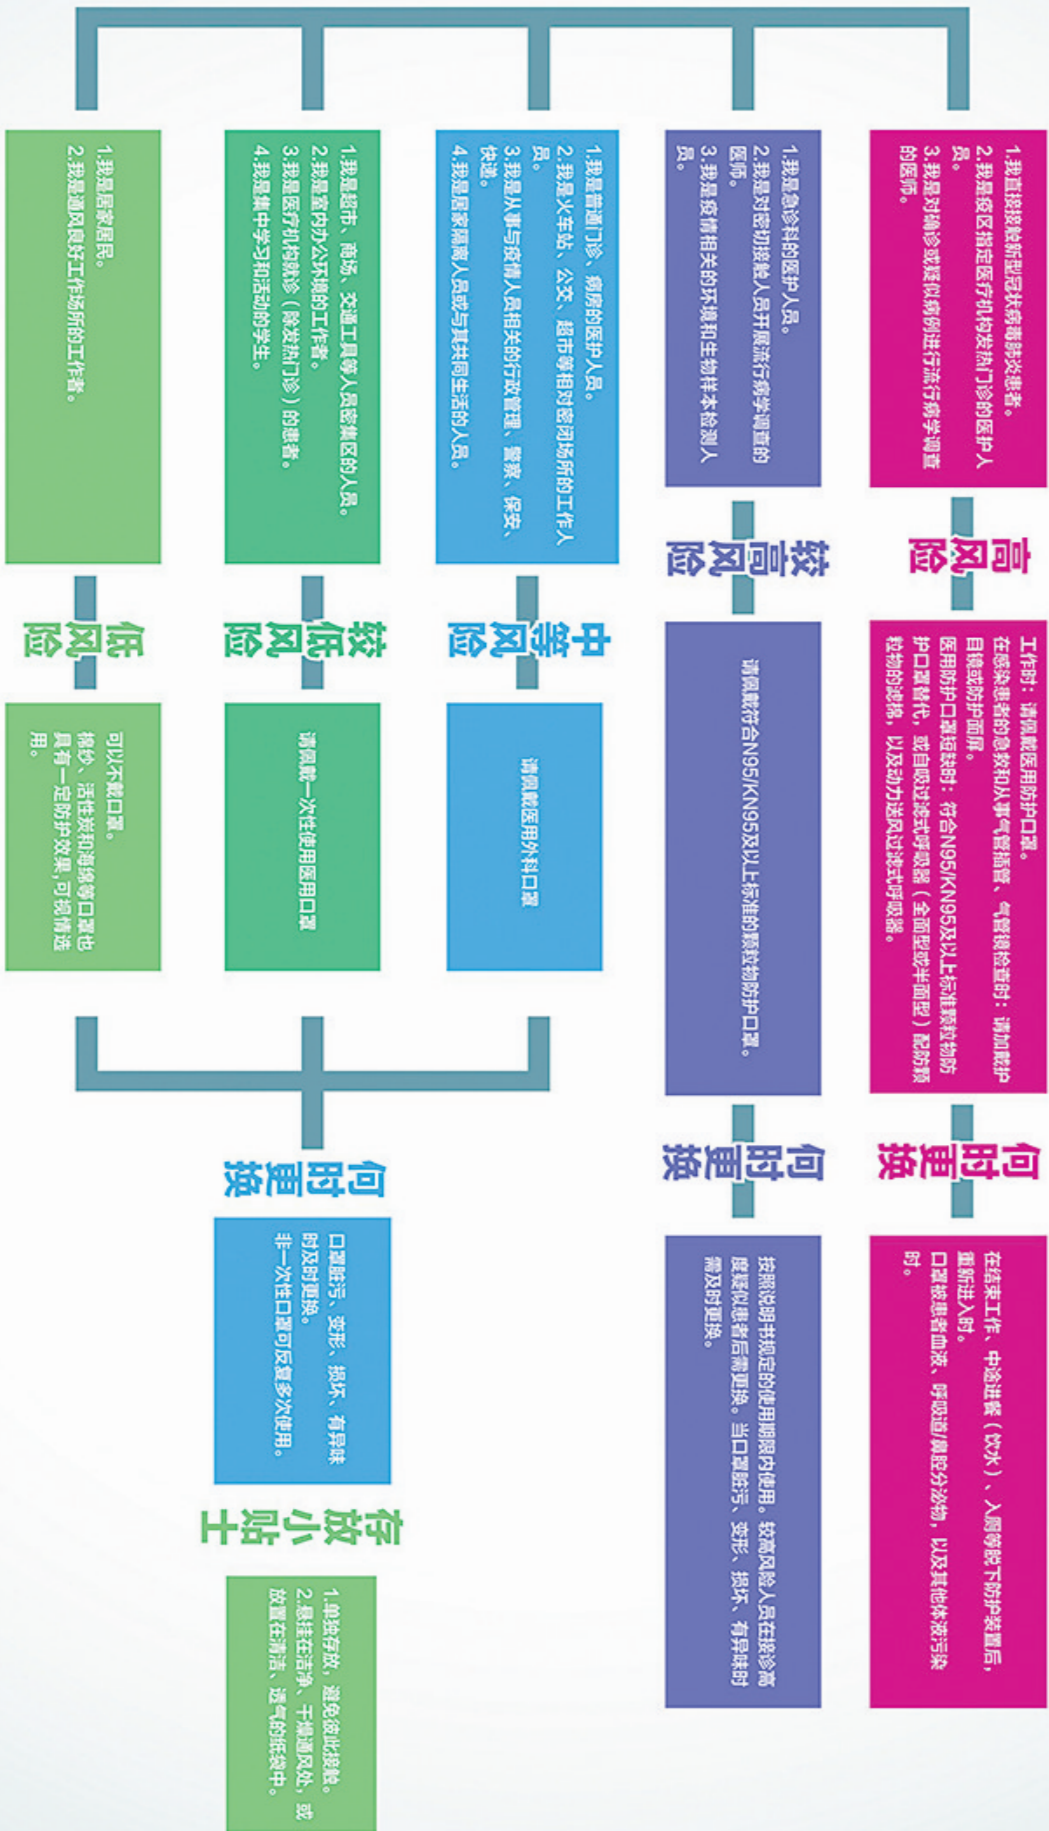 1.我直接接触新型冠状病毒肺炎患者。
2.我是疫区指定医疗机构发热门诊的医护人
员。
3.我是对确诊或疑似病例进行流行病学调查
的医师。
高风险
工作时：请佩戴医用防护口罩。
在感染患者的急救和从事气管插管、气管镜检查时：请加戴护
目镜或防护面屏。
医用防护口罩短缺时：符合N95/KN95及以上标准颗粒物防
护口罩替代，或自吸过滤式呼吸器（全面型或半面型）配防颗
粒物的滤棉，以及动力送风过滤式呼吸器。
何时更换
在结束工作、中途进餐（饮水）、入厕等脱下防护装置后，
重新进入时。
口罩被患者血液、呼吸道/鼻腔分泌物，以及其他体液污染
时。
1.我是急诊科的医护人员。
2.我是对密切接触人员开展流行病学调查的
医师。
3.我是疫情相关的环境和生物样本检测人
员。
较高风险
请佩戴符合N95/KN95及以上标准的颗粒物防护口罩。
何时更换
按照说明书规定的使用期限内使用。较高风险人员在接诊高
度疑似患者后需更换。当口罩脏污、变形、损坏、有异味时
需及时更换。
1.我是普通门诊、病房的医护人员。
2.我是火车站、公交、超市等相对密闭场所的工作人
员。
3.我是从事与疫情人员相关的行政管理、警察、保安、
快递。
4.我是居家隔离人员或与其共同生活的人员。
中等风险
请佩戴医用外科口罩
1.我是超市、商场、交通工具等人员密集区的人员。
2.我是室内办公环境的工作者。
3.我是医疗机构就诊（除发热门诊）的患者。
4.我是集中学习和活动的学生。
较低风险
请佩戴一次性使用医用口罩
1.我是居家居民。
2.我是通风良好工作场所的工作者。
低风险
可以不戴口罩。
棉纱、活性炭和海绵等口罩也
具有一定防护效果,可视情选
用。
何时更换
口罩脏污、变形、损坏、有异味
时及时更换。
非一次性口罩可反复多次使用。
存放小贴士
1.单独存放，避免彼此接触。
2.悬挂在洁净、干燥通风处，或
放置在清洁、透气的纸袋中。